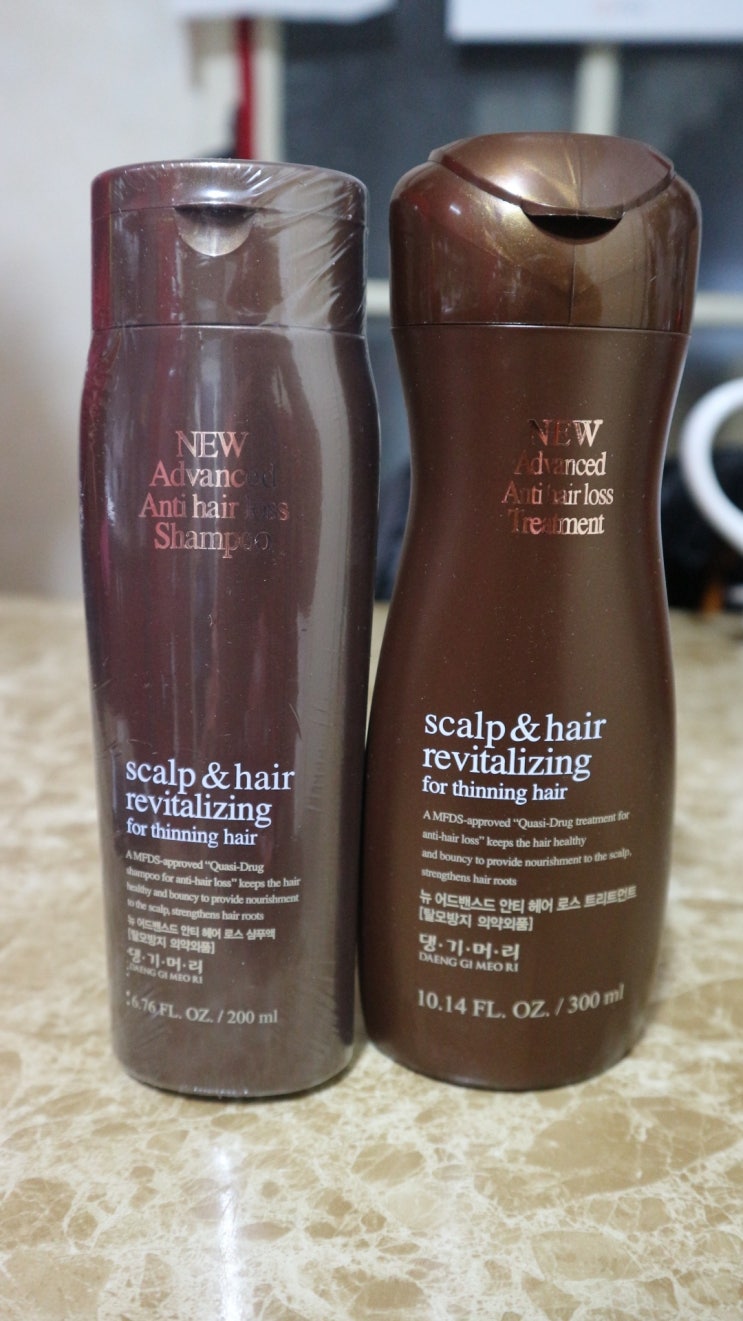 NEW
Advanced
Anti hair loss
Shampoo
scalp & hair
revitalizing
for thinning hair
A MFDS-approved "Quasi-Drug
shampoo for anti-hair loss" keeps the hair
healthy and bouncy to provide nourishment
to the scalp, strengthens hair roots
뉴 어드밴스드 안티 헤어 로스 샴푸액
[탈모방지 의약외품]
댕·기·머·리
DAENG GI MEO RI
6.76 FL. OZ. / 200 ml
NEW
Advanced
Anti hair loss
Treatment
scalp & hair
revitalizing
for thinning hair
A MFDS-approved "Quasi-Drug treatment for
anti-hair loss" keeps the hair healthy
and bouncy to provide nourishment to the scalp,
strengthens hair roots
뉴 어드밴스드 안티 헤어 로스 트리트먼트
[탈모방지 의약외품]
댕·기·머·리
DAENG GI MEO RI
10.14 FL. OZ. / 300 ml